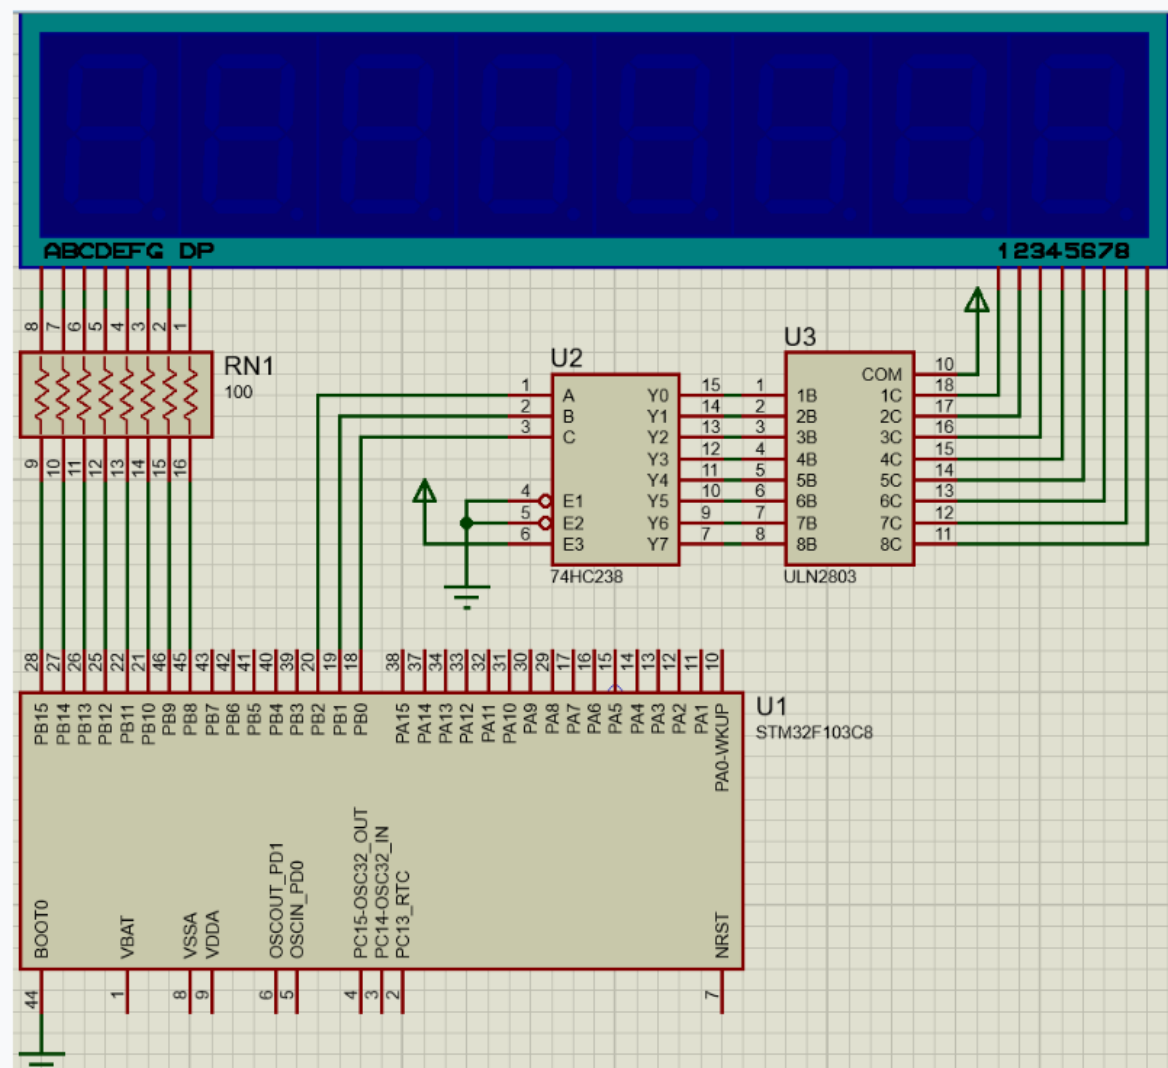 ABCDEFG DP
12345678
8 7 6 5 4 3 2 1
RN1
100
9 10 11 12 13 14 15 16
U2
1 A Y0 15
2 B Y1 14
3 C Y2 13
Y3 12
Y4 11
4 E1 Y5 10
5 E2 Y6 9
6 E3 Y7 7
74HC238
U3
COM 10
1 1B 1C 18
2 2B 2C 17
3 3B 3C 16
4 4B 4C 15
5 5B 5C 14
6 6B 6C 13
7 7B 7C 12
8 8B 8C 11
ULN2803
28 27 26 25 22 21 46 45 43 42 41 40 39 20 19 18 38 37 34 33 32 31 30 29 17 16 15 14 13 12 11 10
PB15 PB14 PB13 PB12 PB11 PB10 PB9 PB8 PB7 PB6 PB5 PB4 PB3 PB2 PB1 PB0 PA15 PA14 PA13 PA12 PA11 PA10 PA9 PA8 PA7 PA6 PA5 PA4 PA3 PA2 PA1 PA0-WKUP
U1
STM32F103C8
BOOT0 VBAT VSSA VDDA OSCOUT_PD1 OSCIN_PD0 PC15-OSC32_OUT PC14-OSC32_IN PC13_RTC NRST
44 1 8 9 6 5 4 3 2 7